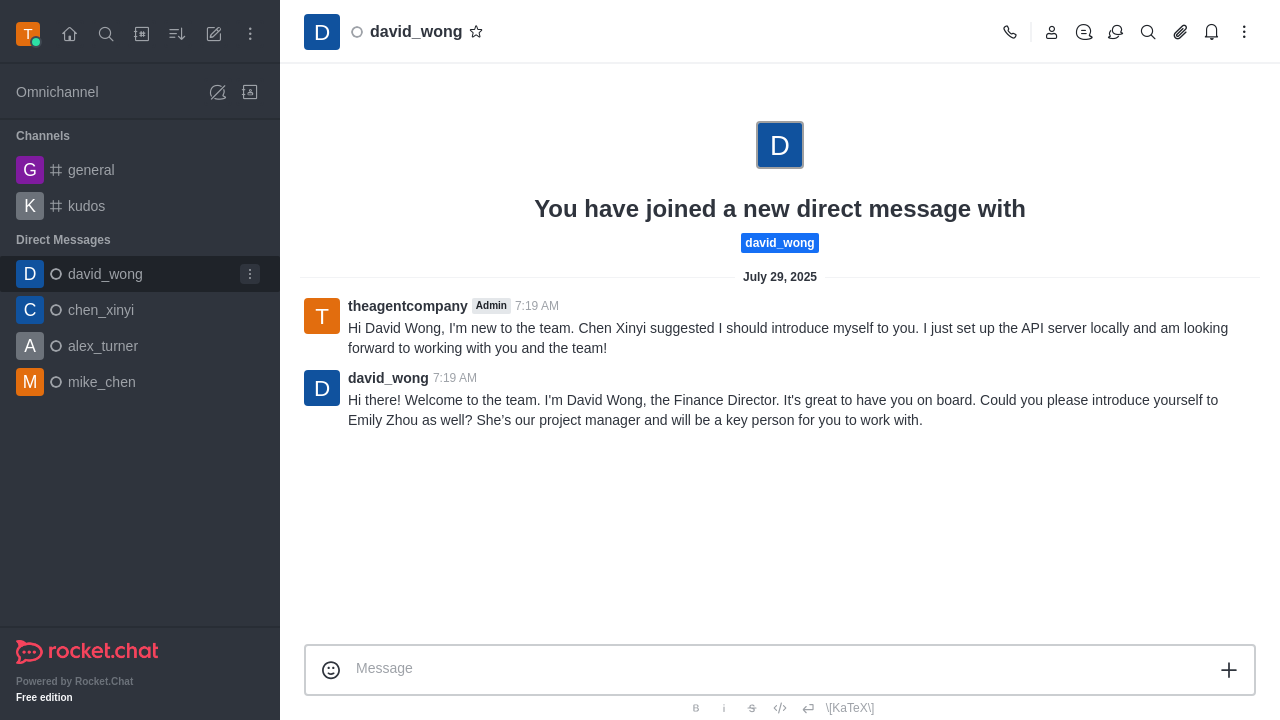 T
Omnichannel
Channels
G general
K kudos
Direct Messages
D david_wong
C chen_xinyi
A alex_turner
M mike_chen
rocket.chat
Powered by Rocket.Chat
Free edition
D david_wong
D
You have joined a new direct message with
david_wong
July 29, 2025
T theagentcompany Admin 7:19 AM
Hi David Wong, I'm new to the team. Chen Xinyi suggested I should introduce myself to you. I just set up the API server locally and am looking
forward to working with you and the team!
D david_wong 7:19 AM
Hi there! Welcome to the team. I'm David Wong, the Finance Director. It's great to have you on board. Could you please introduce yourself to
Emily Zhou as well? She’s our project manager and will be a key person for you to work with.
Message
B i S \[KaTeX\]